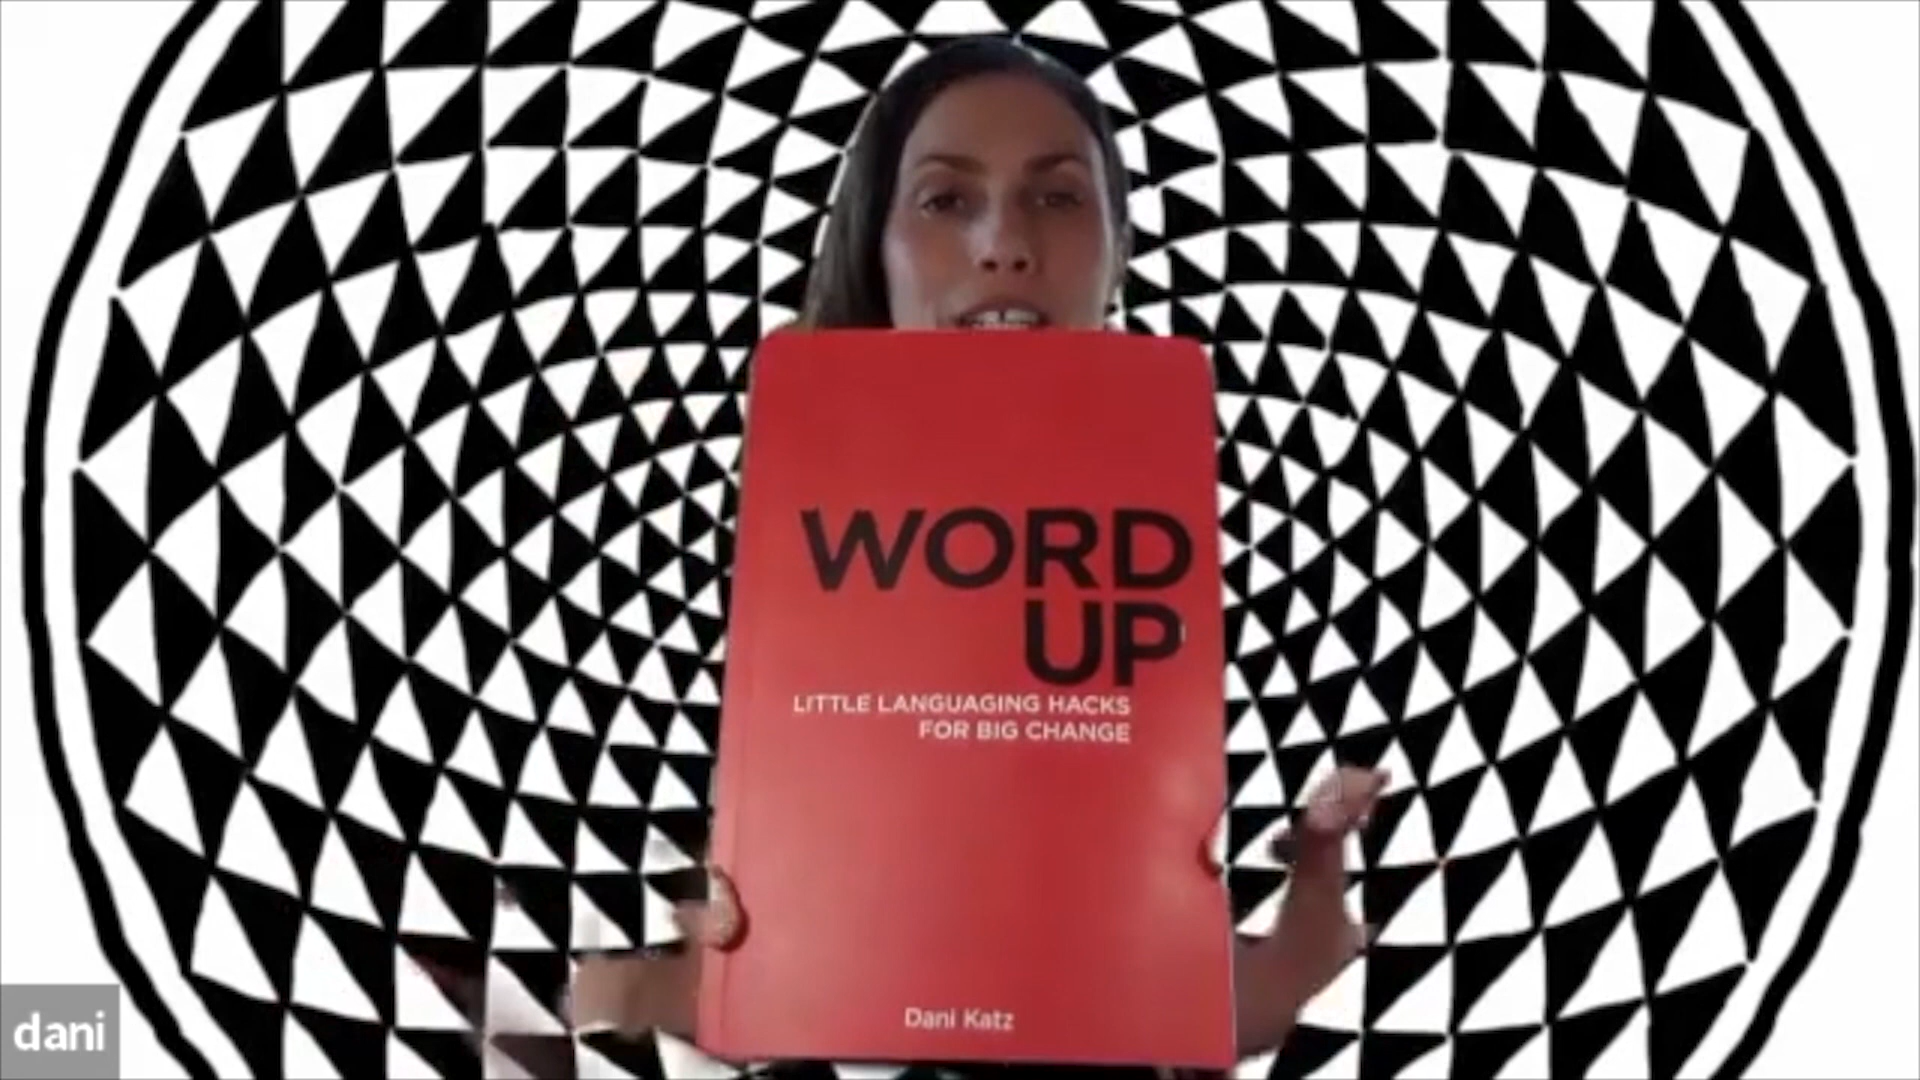 WORD
UP
LITTLE LANGUAGING HACKS
FOR BIG CHANGE
Dani Katz
dani